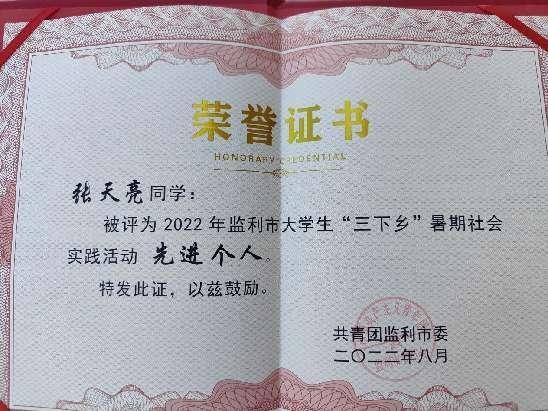 荣誉证书
HONORARY CREDENTIAL
张天亮同学：
被评为2022年监利市大学生“三下乡”暑期社会
实践活动 先进个人。
特发此证，以兹鼓励。
共青团监利市委
二〇二二年八月